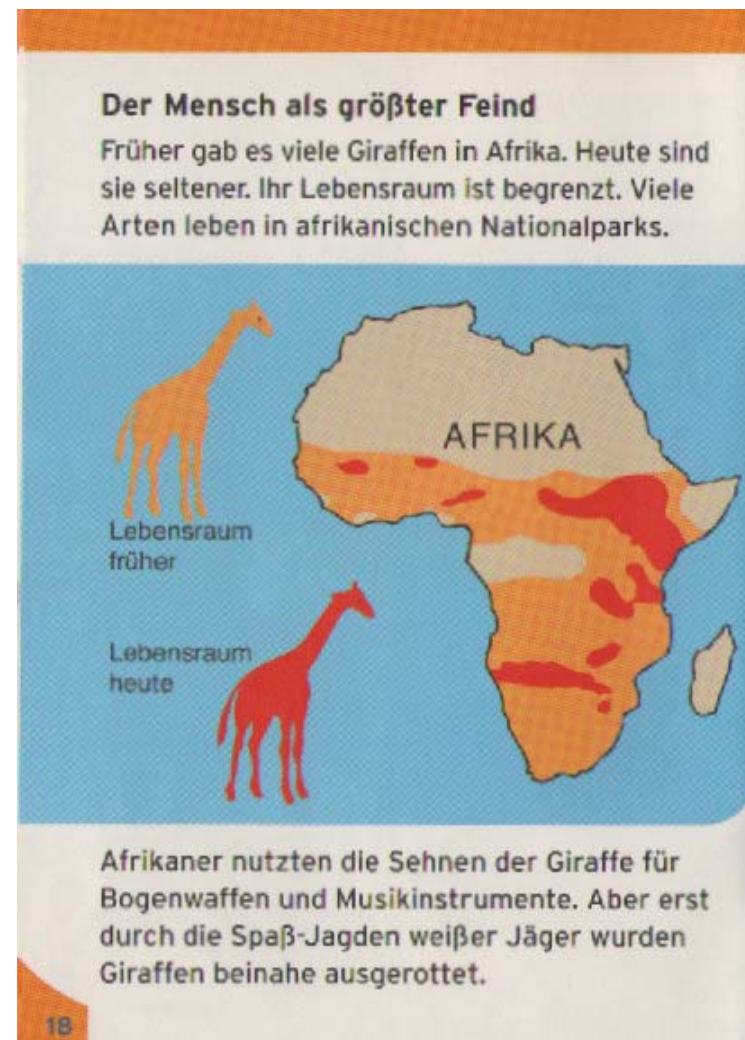 Der Mensch als größter Feind
Früher gab es viele Giraffen in Afrika. Heute sind
sie seltener. Ihr Lebensraum ist begrenzt. Viele
Arten leben in afrikanischen Nationalparks.
AFRIKA
Lebensraum
früher
Lebensraum
heute
Afrikaner nutzten die Sehnen der Giraffe für
Bogenwaffen und Musikinstrumente. Aber erst
durch die Spaß-Jagden weißer Jäger wurden
Giraffen beinahe ausgerottet.
18